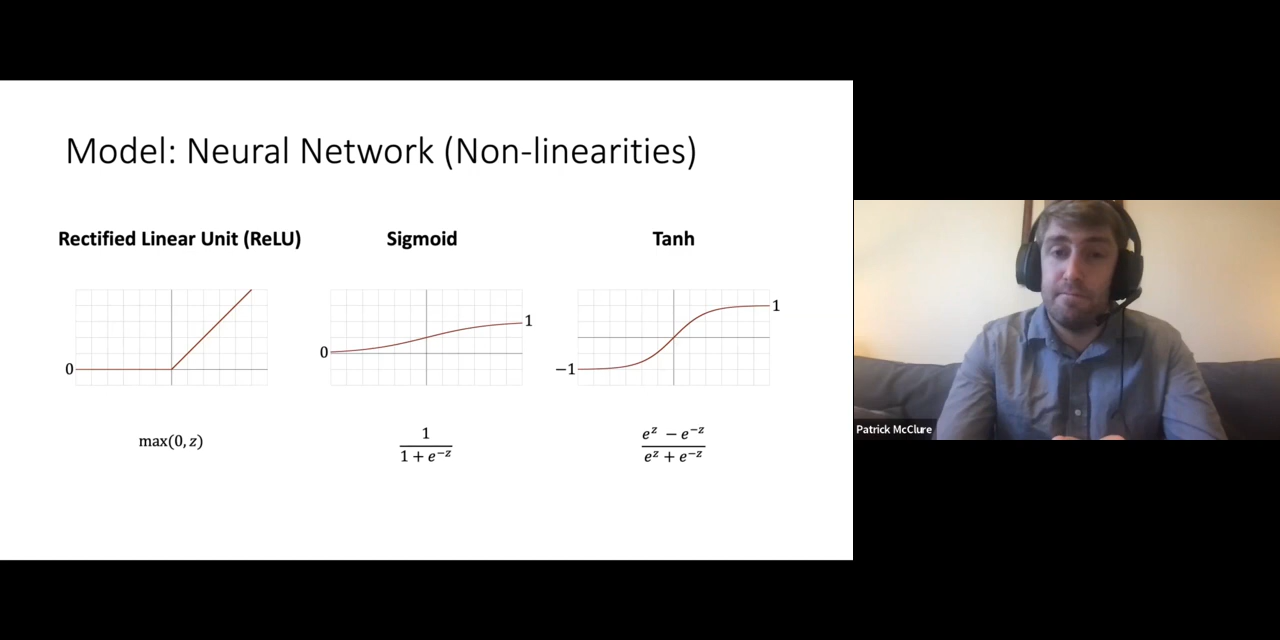 Model: Neural Network (Non-linearities)
Rectified Linear Unit (ReLU)
Sigmoid
Tanh
0
0
1
−1
1
max(0, z)
1
1 + e^−z
e^z − e^−z
e^z + e^−z
Patrick McClure